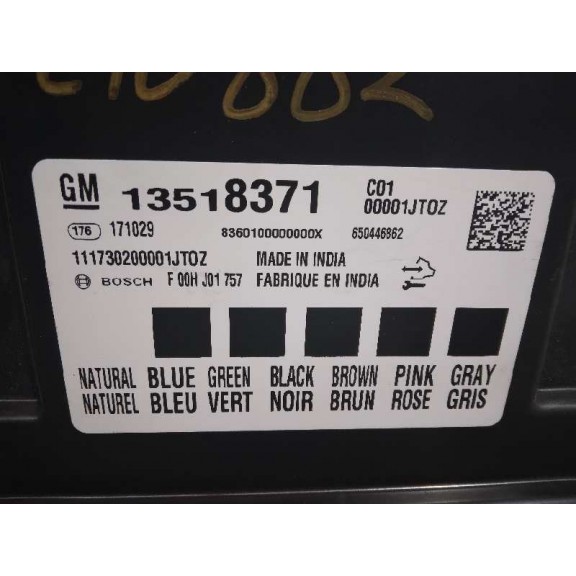 002
GM 13518371 C01
00001JTOZ
176 171029 8360100000000X 650446862
111730200001JTOZ MADE IN INDIA
BOSCH F 00H J01 757 FABRIQUE EN INDIA
NATURAL BLUE GREEN BLACK BROWN PINK GRAY
NATUREL BLEU VERT NOIR BRUN ROSE GRIS